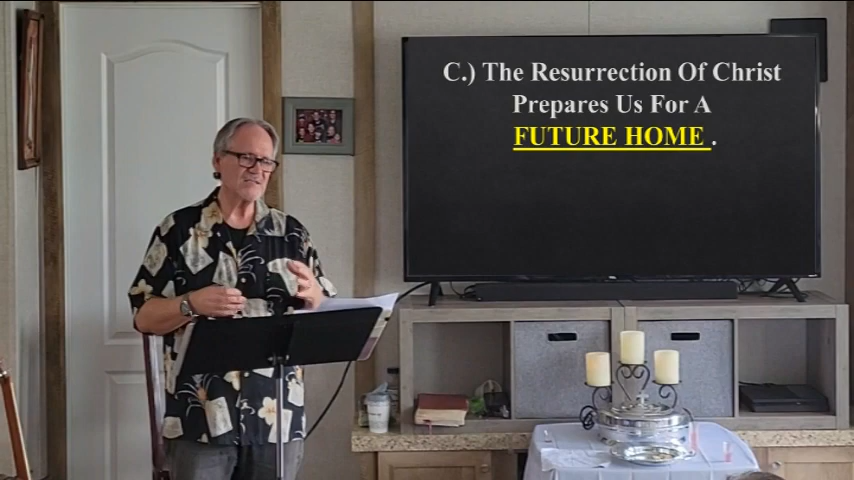 C.) The Resurrection Of Christ
Prepares Us For A
FUTURE HOME .